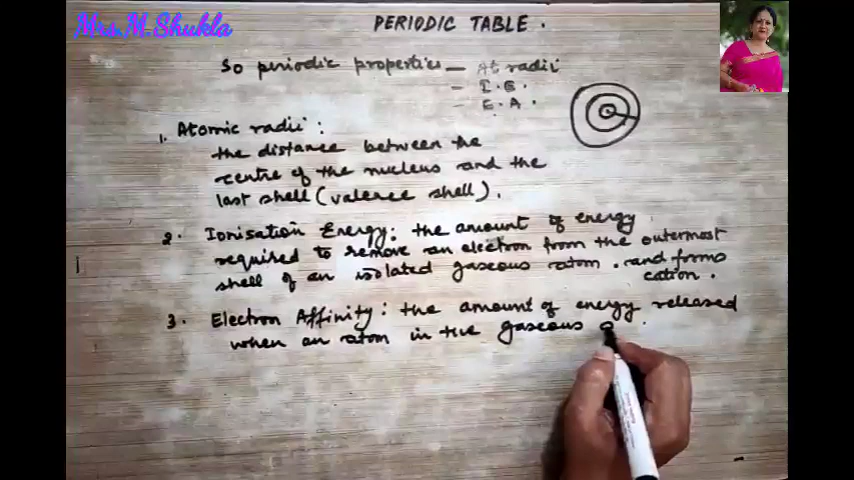 Mrs.M.Shukla
PERIODIC TABLE.
So periodic properties — At radii
- I.E.
- E.A.
1. Atomic radii:
the distance between the
centre of the nucleus and the
last shell (valence shell).
2. Ionisation Energy: the amount of energy
required to remove an electron from the outermost
shell of an isolated gaseous atom. and forms
cation.
3. Electron Affinity: the amount of energy released
when an atom in the gaseous